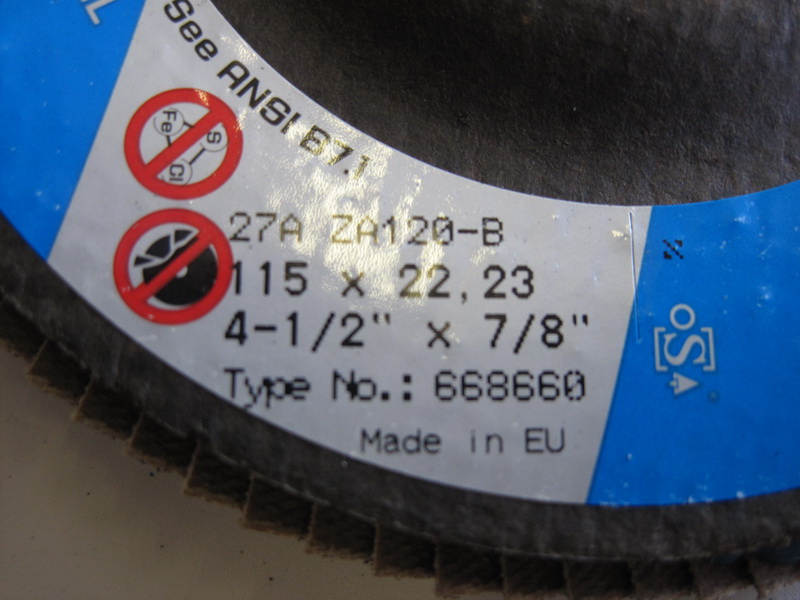 See ANSI B7.1
Fe S Cl
27A ZA120-B
115 x 22,23
4-1/2" x 7/8"
Type No.: 668660
Made in EU
oSa